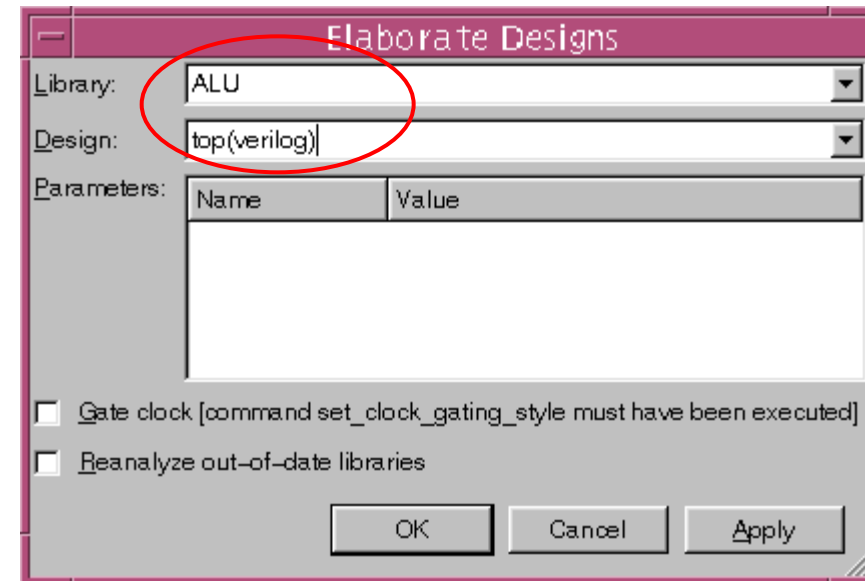 Elaborate Designs
Library: ALU
Design: top(verilog)
Parameters: Name Value
Gate clock [command set_clock_gating_style must have been executed]
Reanalyze out-of-date libraries
OK Cancel Apply